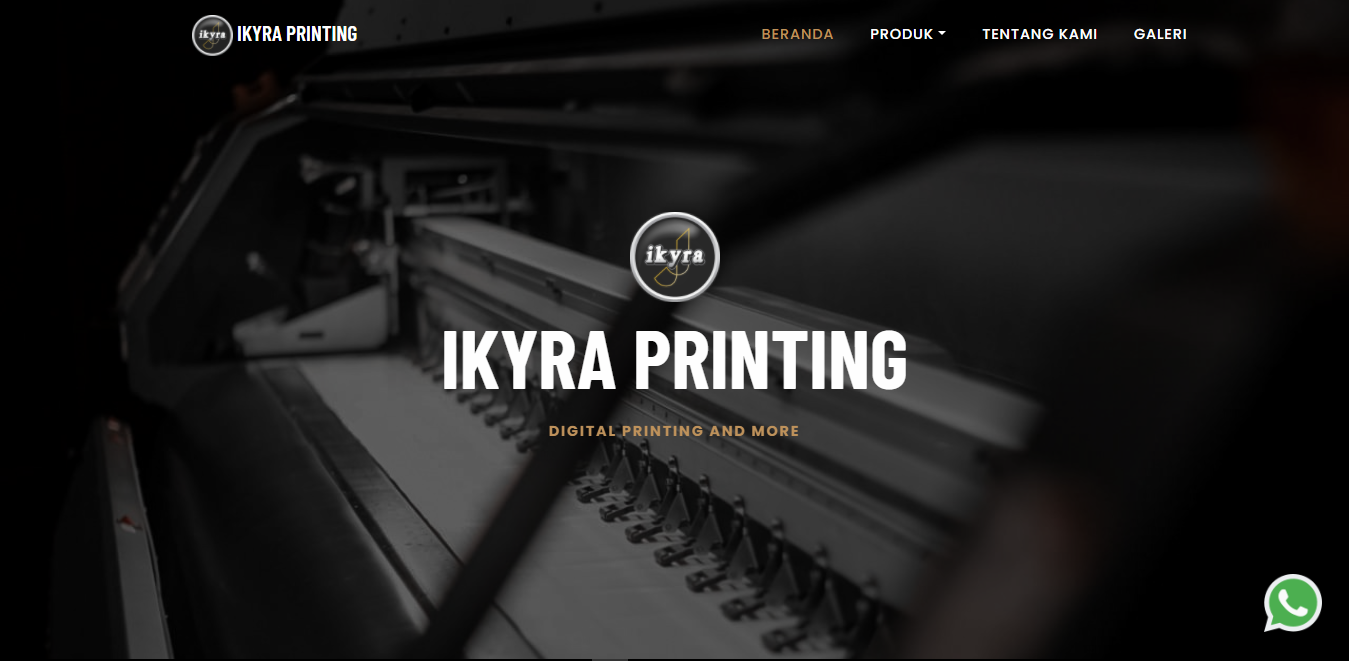 ikyra IKYRA PRINTING
BERANDA PRODUK TENTANG KAMI GALERI
ikyra
IKYRA PRINTING
DIGITAL PRINTING AND MORE